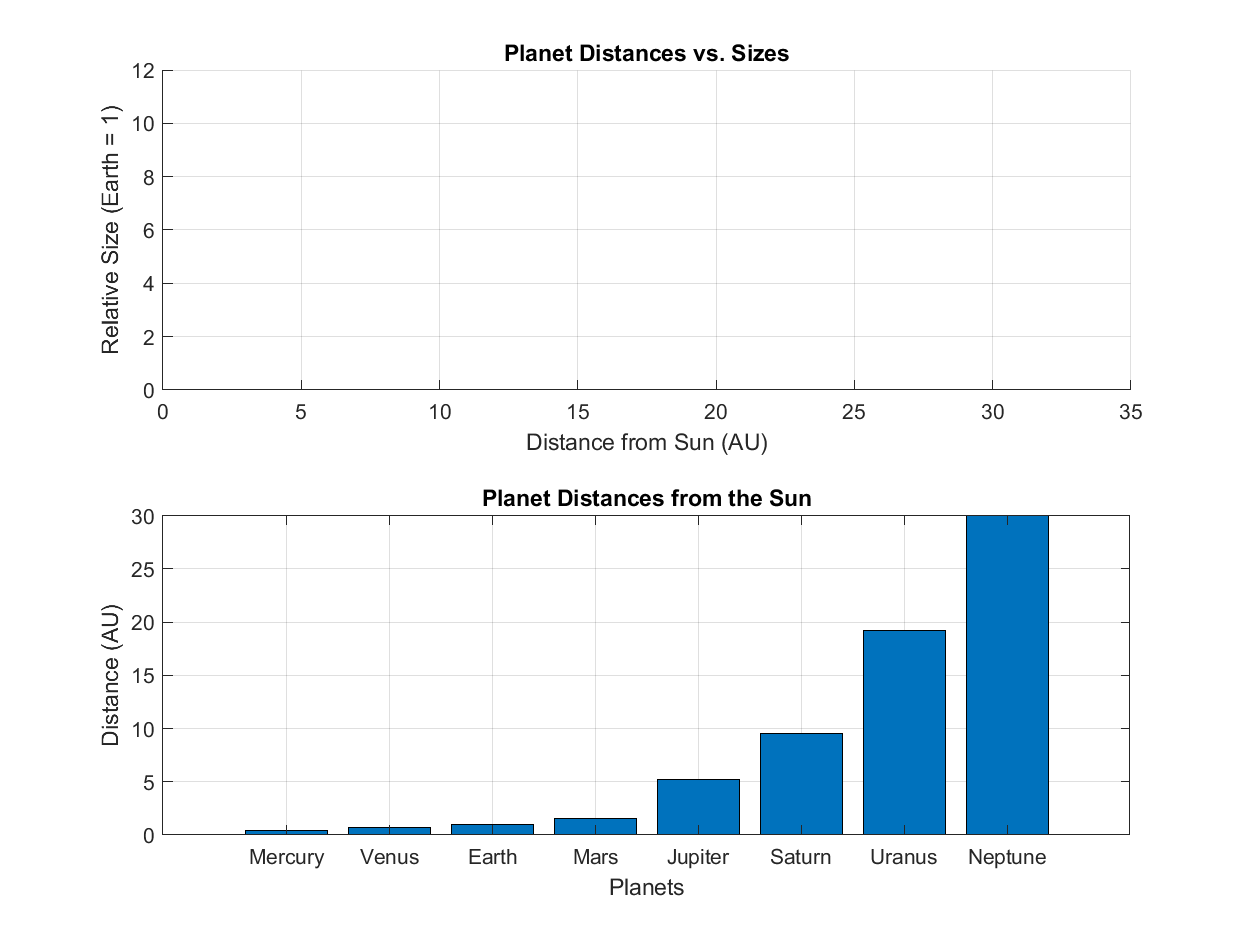 Planet Distances vs. Sizes
12
10
8
6
4
2
0
Relative Size (Earth = 1)
0 5 10 15 20 25 30 35
Distance from Sun (AU)
Planet Distances from the Sun
30
25
20
15
10
5
0
Distance (AU)
Mercury Venus Earth Mars Jupiter Saturn Uranus Neptune
Planets